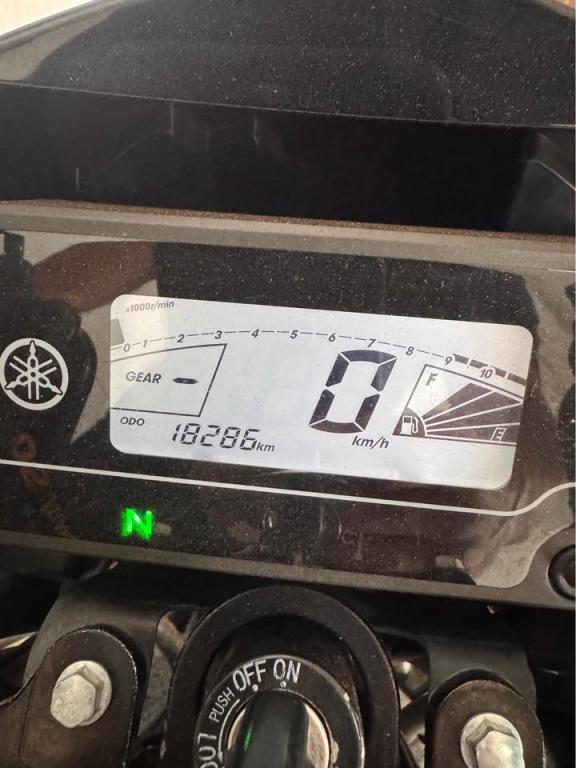 x1000r/min
0 1 2 3 4 5 6 7 8 9 10
GEAR -
F
0
E
ODO
18286km
km/h
N
OFF ON
PUSH